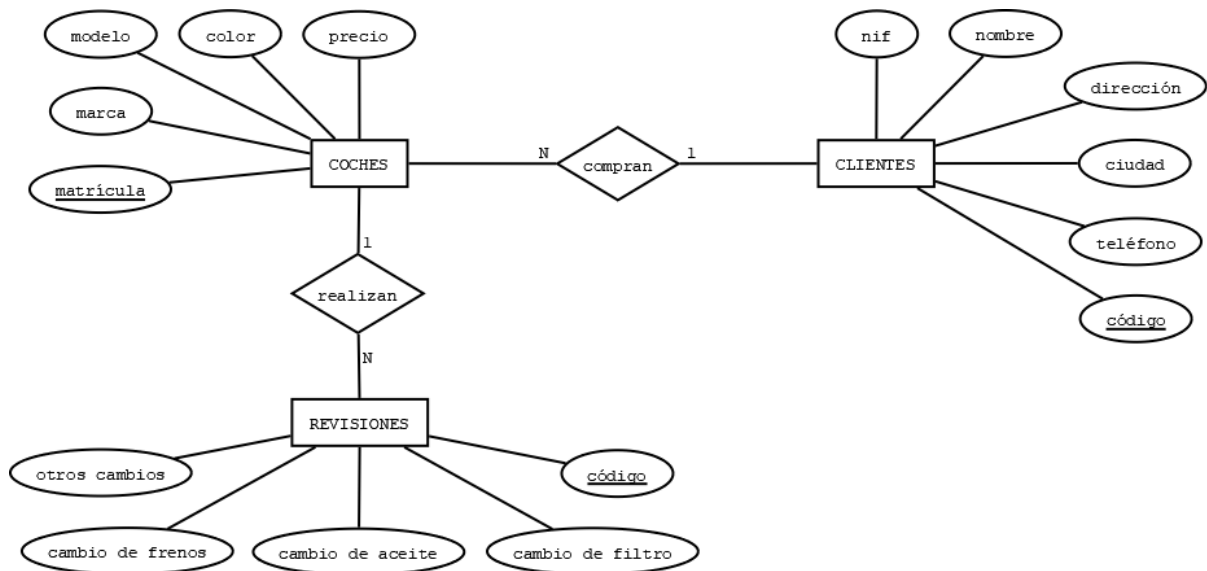 modelo
color
precio
nif
nombre
dirección
marca
COCHES
N
compran
1
CLIENTES
ciudad
matrícula
teléfono
1
realizan
código
N
REVISIONES
otros cambios
código
cambio de frenos
cambio de aceite
cambio de filtro